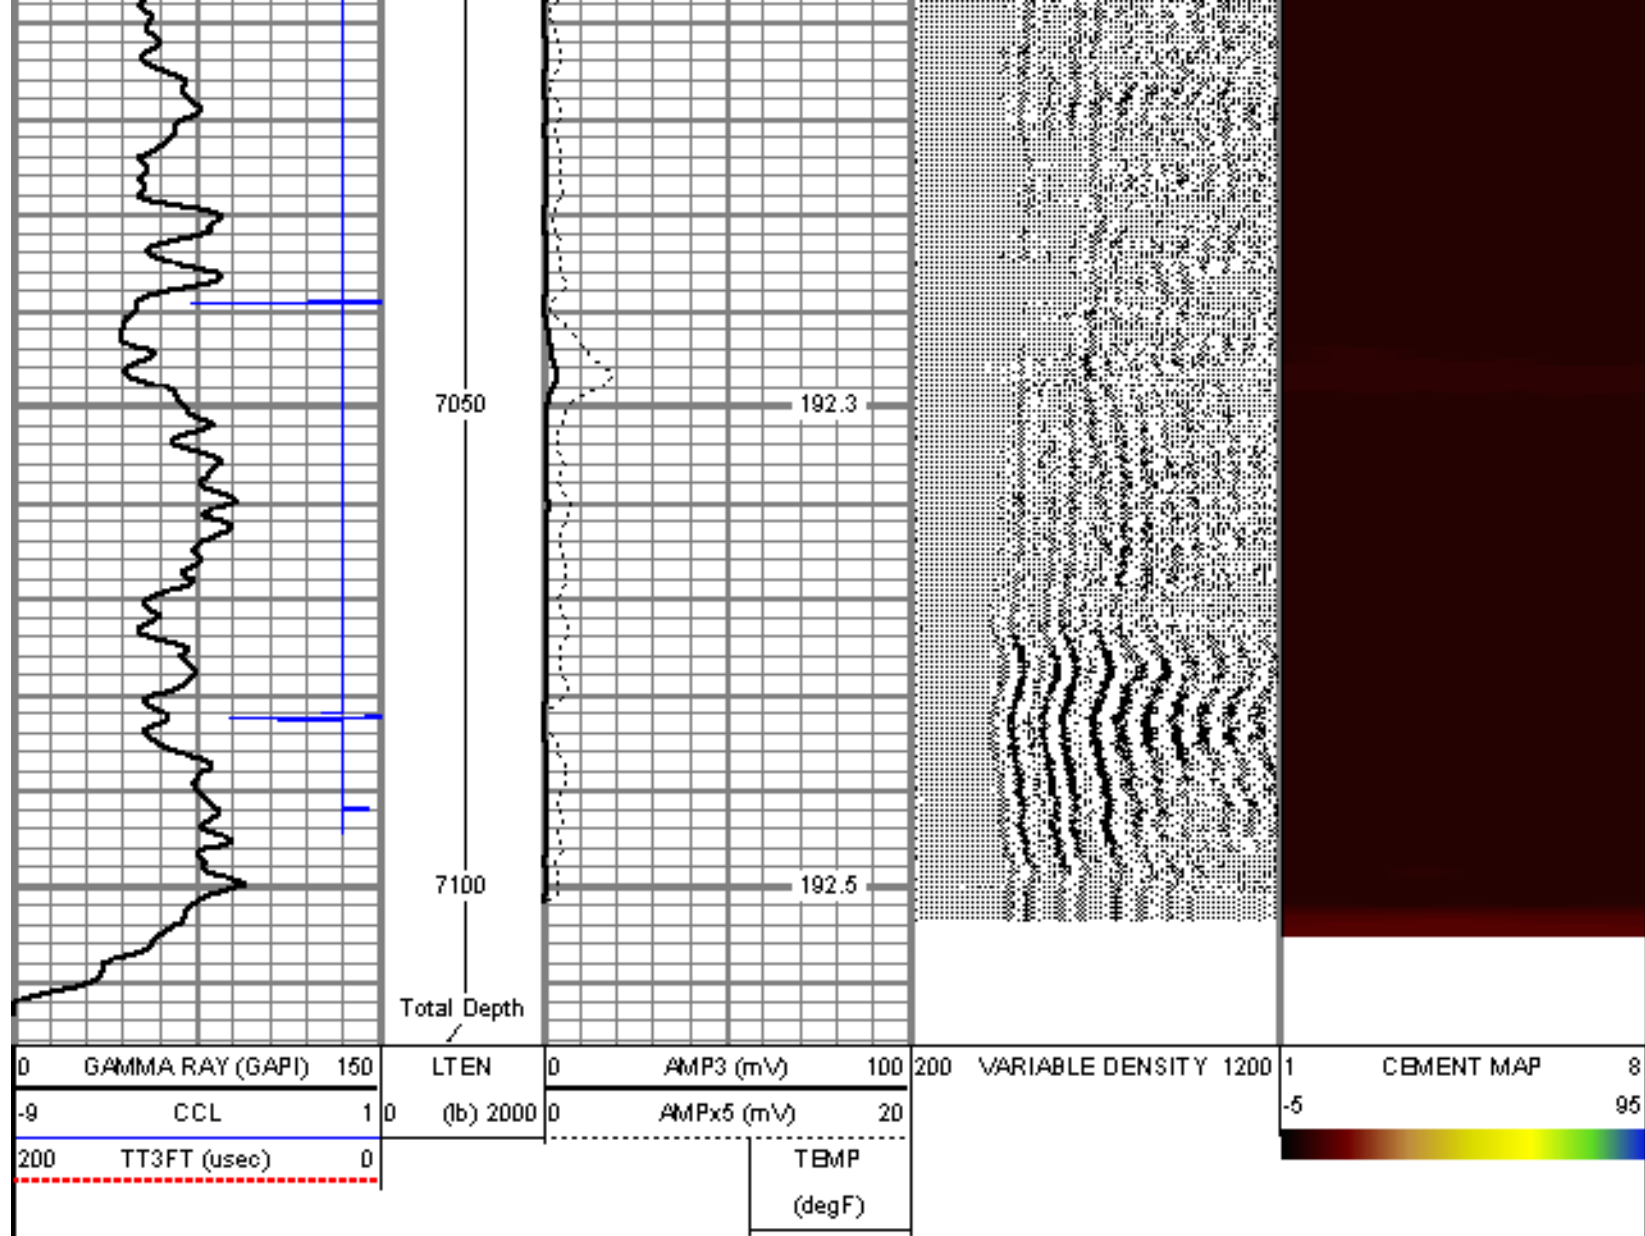 7050 192.3
7100 192.5
Total Depth
0 GAMMA RAY (GAPI) 150 LTEN 0 AMP3 (mV) 100 200 VARIABLE DENSITY 1200 1 CEMENT MAP 8
-9 CCL 1 0 (lb) 2000 0 AMPx5 (mV) 20 -5 95
200 TT3FT (usec) 0 TEMP
(degF)